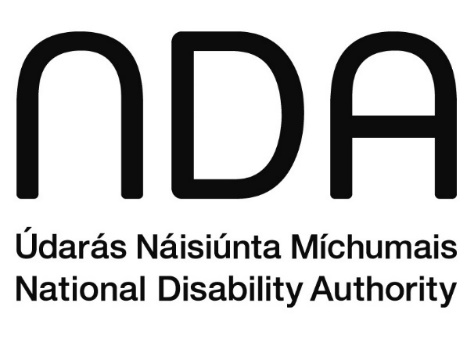 NDA
Údarás Náisiúnta Míchumais
National Disability Authority